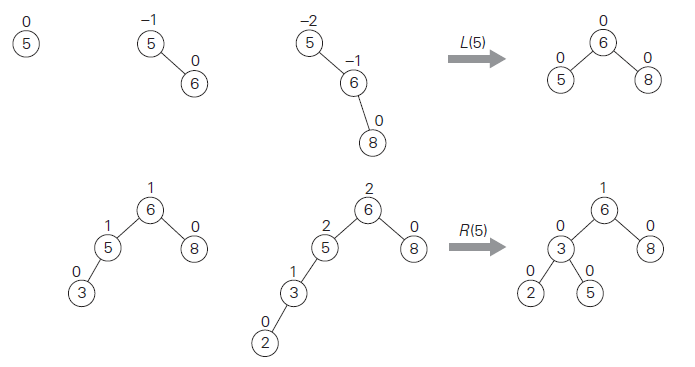 0 −1 −2 0
5 5 5 L(5) 6
0 −1 0 0
6 6 5 8
0
8
1 2 1
6 6 6
1 0 2 0 R(5) 0 0
5 8 5 8 3 8
0 1 0 0
3 3 2 5
0
2